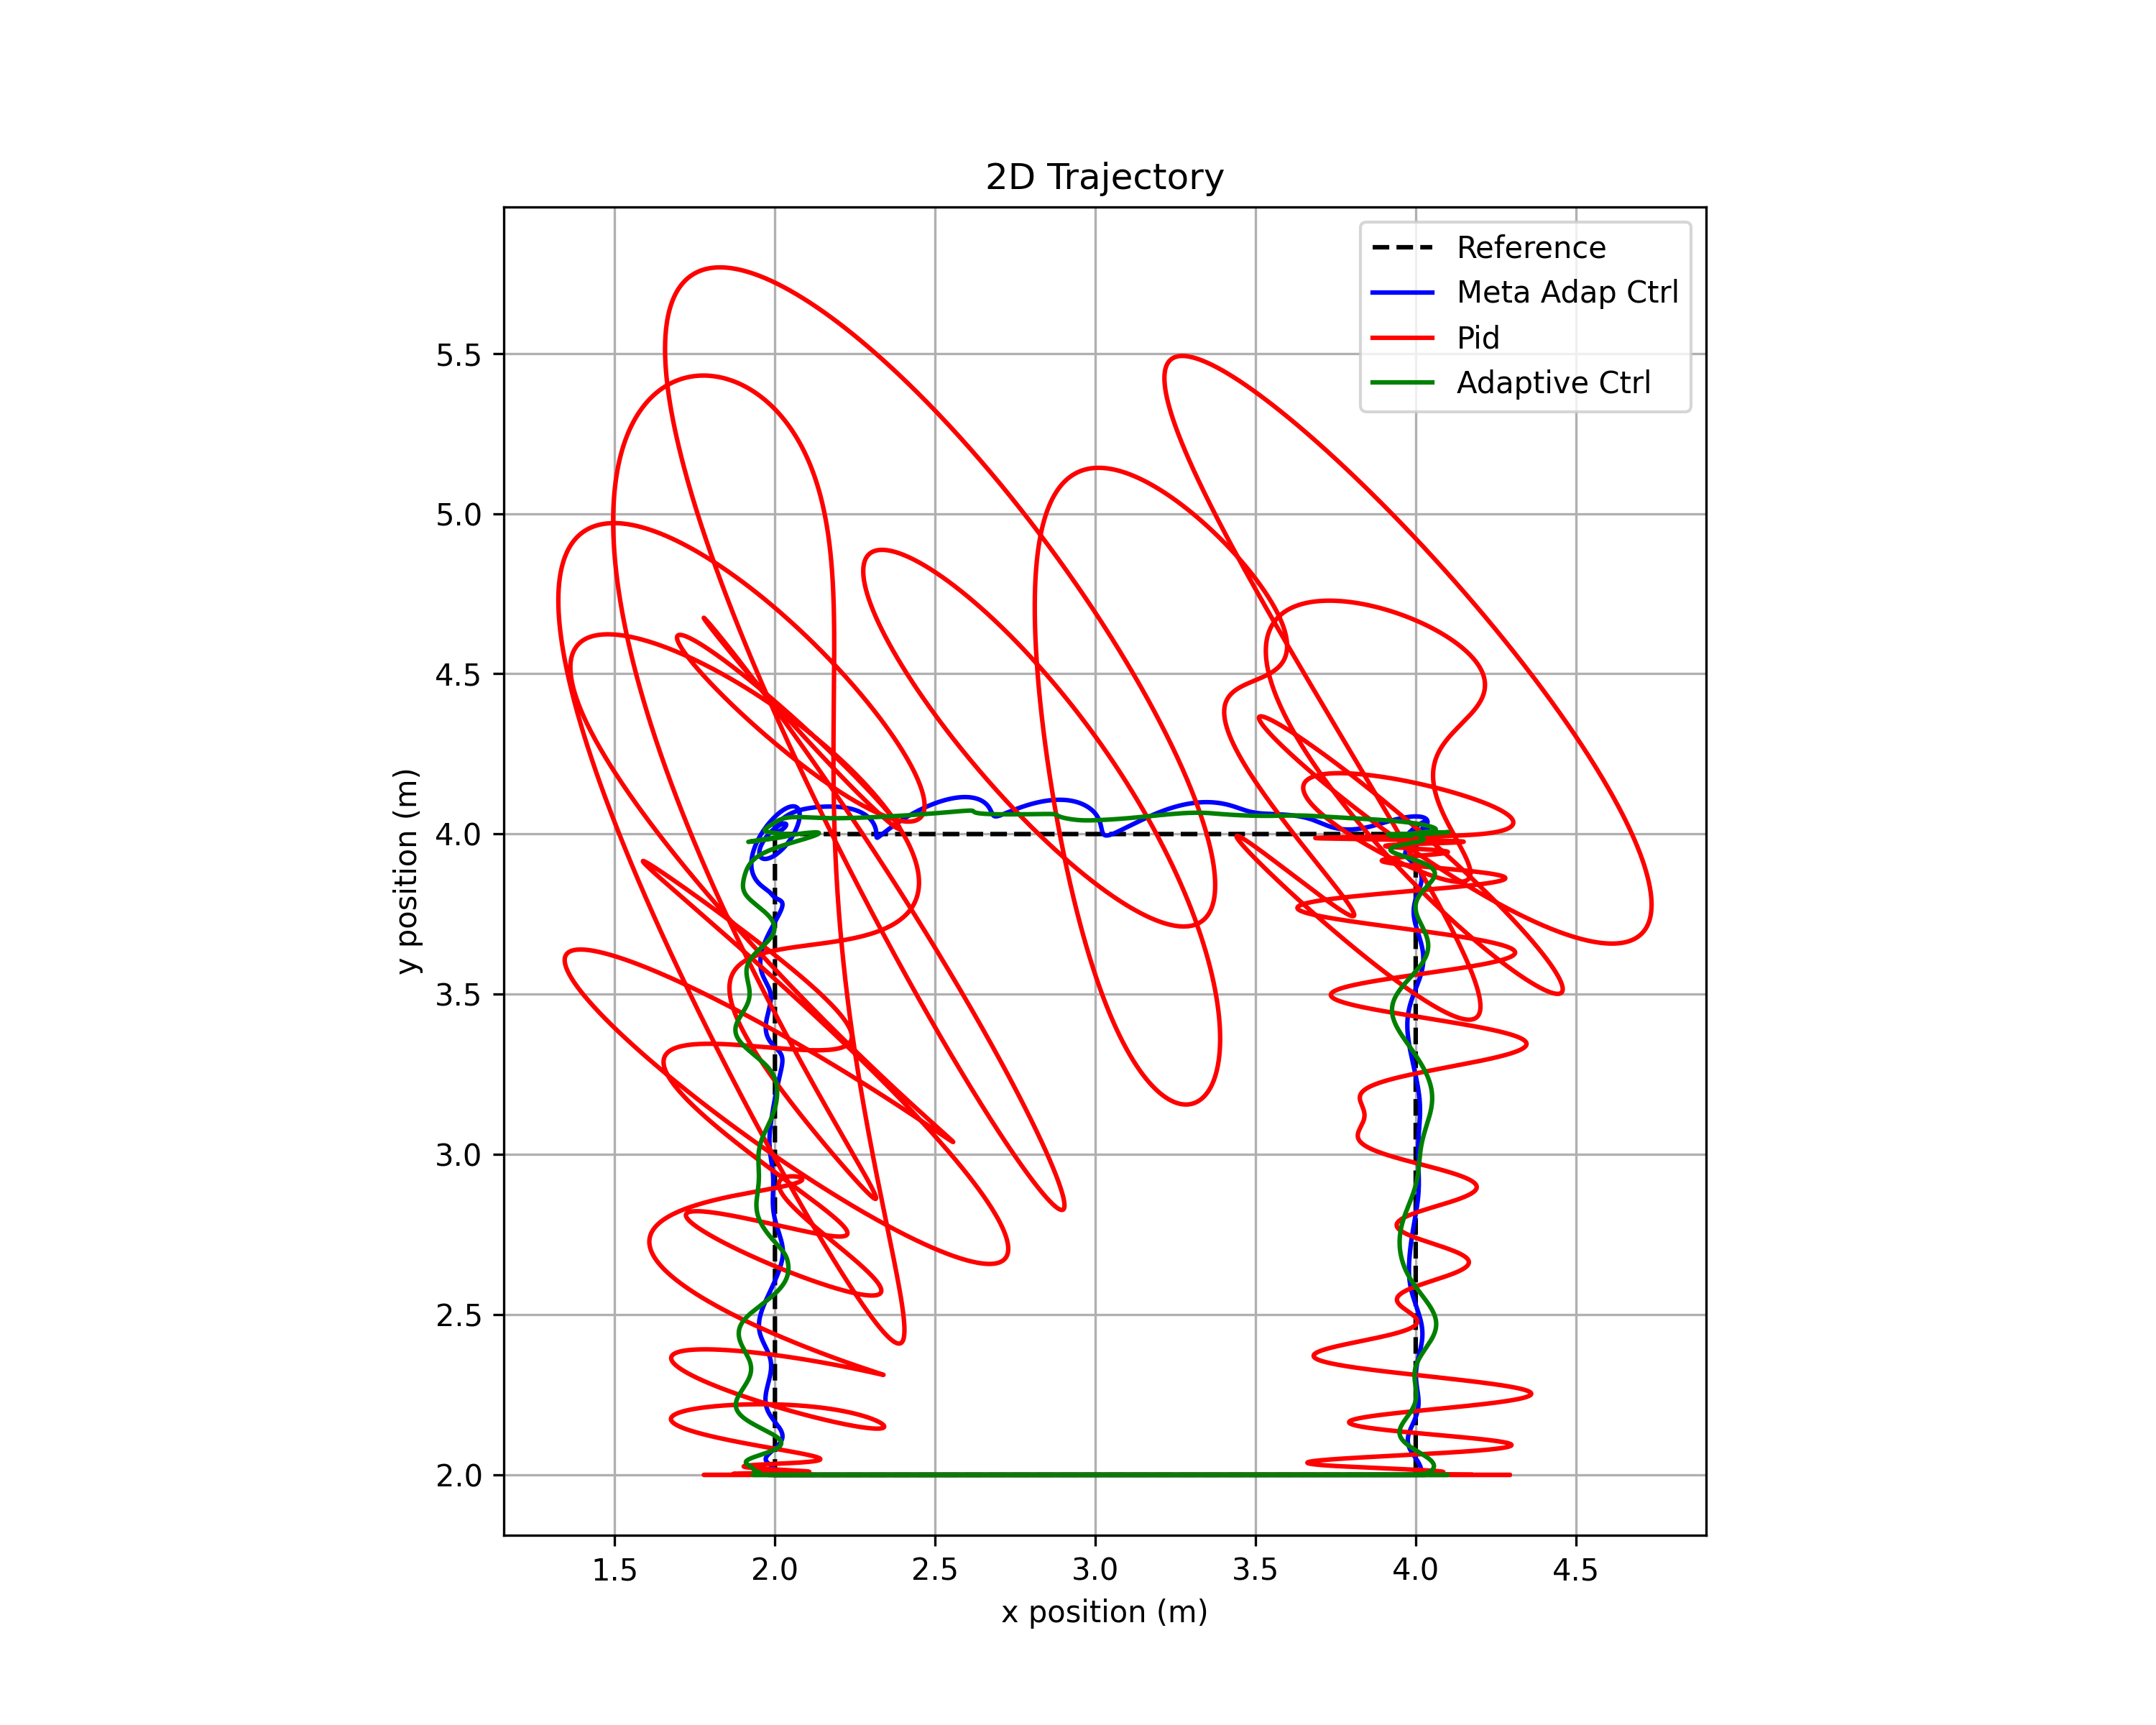 2D Trajectory
Reference
Meta Adap Ctrl
Pid
Adaptive Ctrl
5.5
5.0
4.5
4.0
3.5
3.0
2.5
2.0
y position (m)
1.5 2.0 2.5 3.0 3.5 4.0 4.5
x position (m)